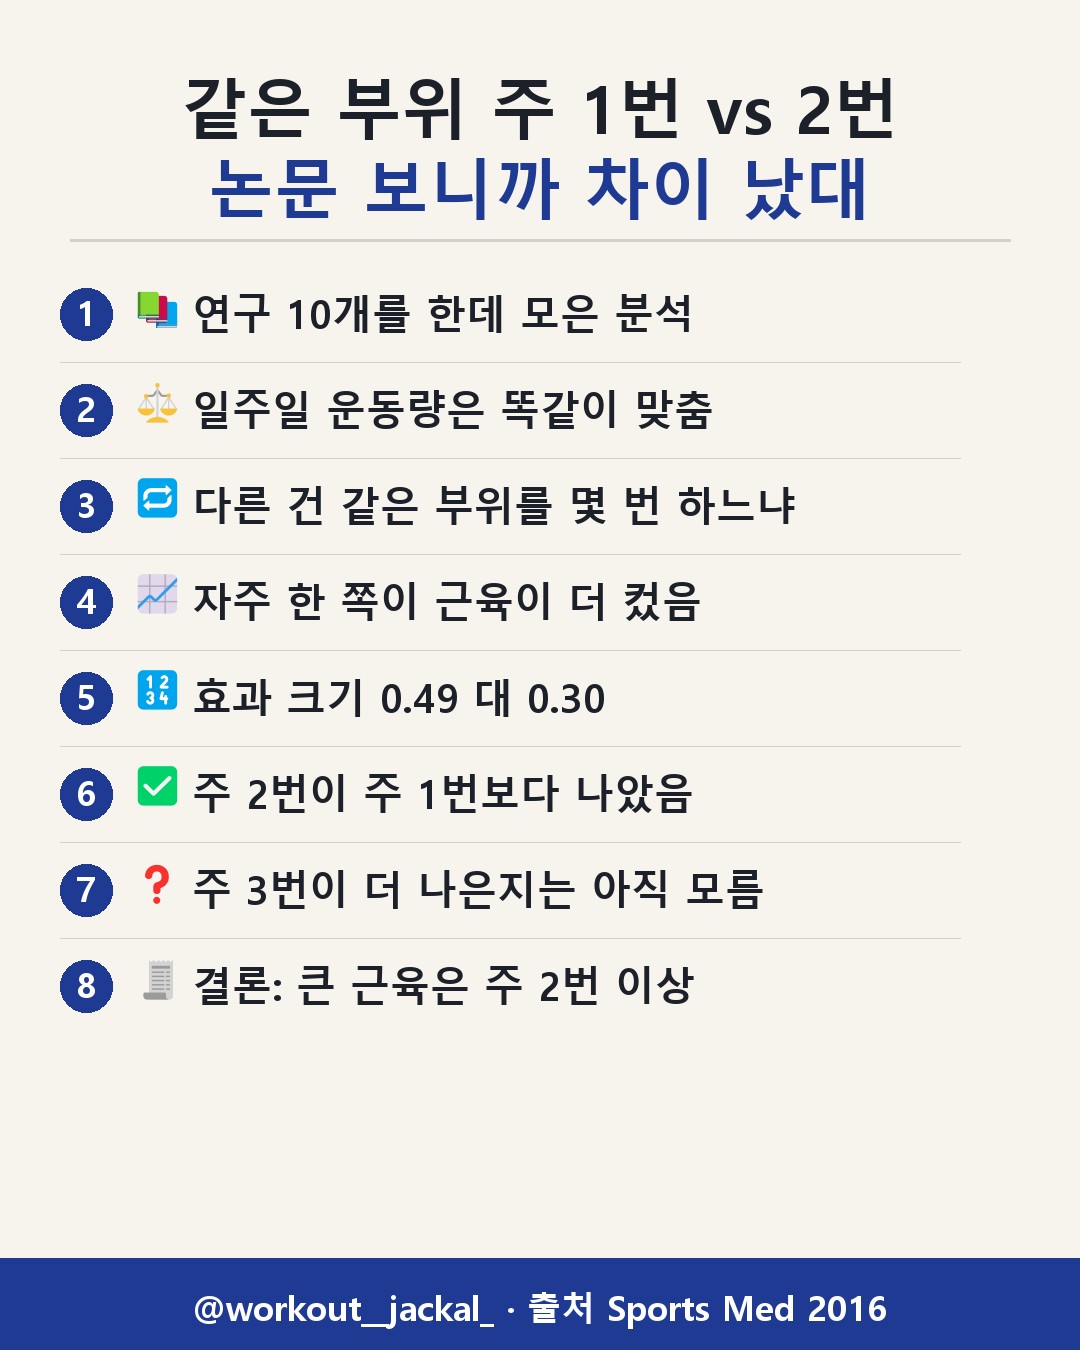 같은 부위 주 1번 vs 2번
논문 보니까 차이 났대
1 연구 10개를 한데 모은 분석
2 일주일 운동량은 똑같이 맞춤
3 다른 건 같은 부위를 몇 번 하느냐
4 자주 한 쪽이 근육이 더 컸음
5 효과 크기 0.49 대 0.30
6 주 2번이 주 1번보다 나았음
7 주 3번이 더 나은지는 아직 모름
8 결론: 큰 근육은 주 2번 이상
@workout__jackal_ · 출처 Sports Med 2016